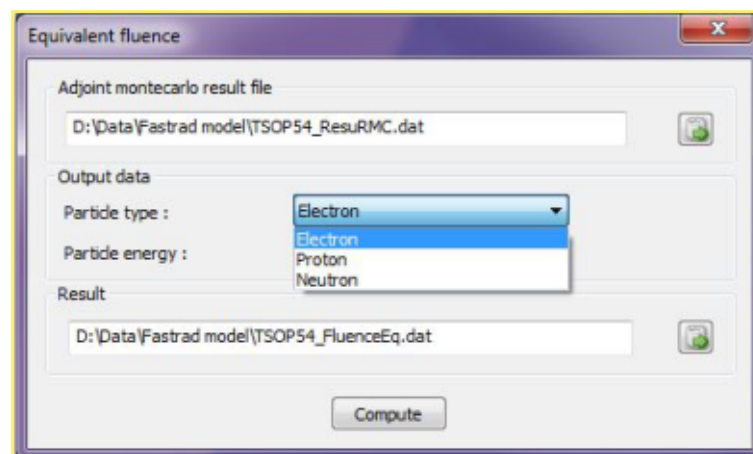 Equivalent fluence
Adjoint montecarlo result file
D:\Data\Fastrad model\TSOP54_ResuRMC.dat
Output data
Particle type : Electron
Electron
Particle energy : Proton
Neutron
Result
D:\Data\Fastrad model\TSOP54_FluenceEq.dat
Compute